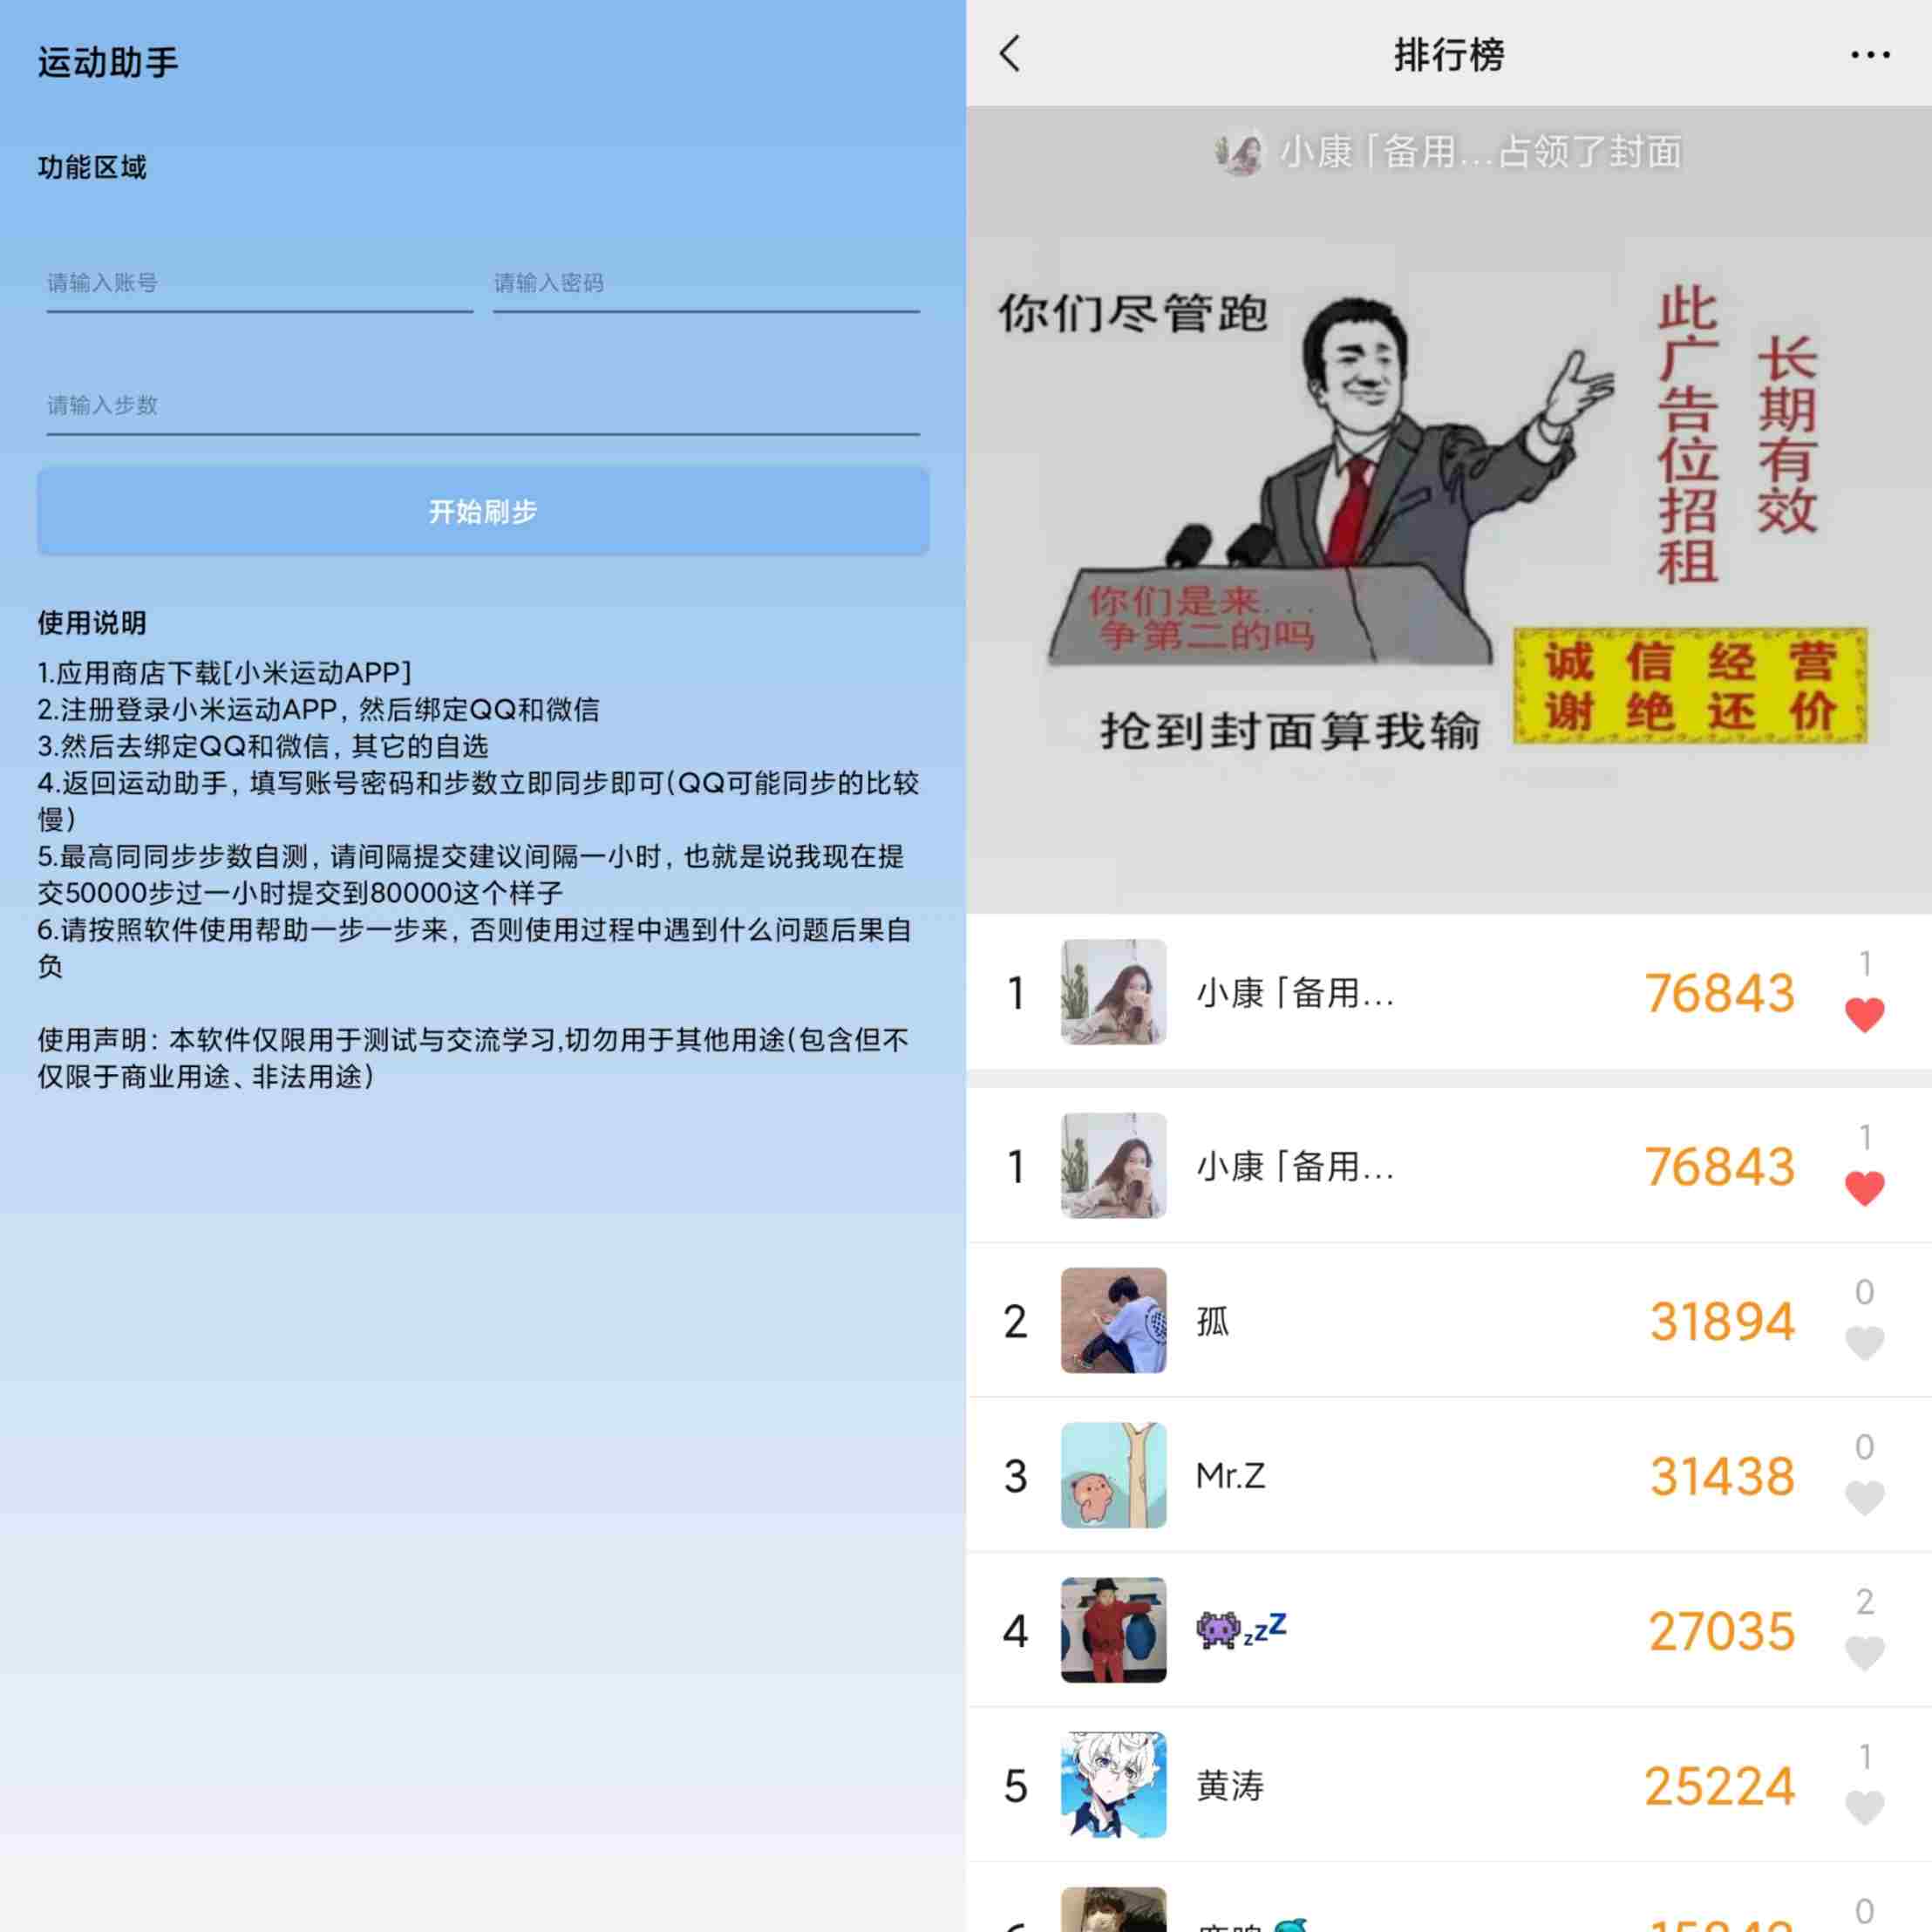 运动助手
功能区域
请输入账号
请输入密码
请输入步数
开始刷步
使用说明
1.应用商店下载[小米运动APP]
2.注册登录小米运动APP，然后绑定QQ和微信
3.然后去绑定QQ和微信，其它的自选
4.返回运动助手，填写账号密码和步数立即同步即可(QQ可能同步的比较
慢)
5.最高同同步步数自测，请间隔提交建议间隔一小时，也就是说我现在提
交50000步过一小时提交到80000这个样子
6.请按照软件使用帮助一步一步来，否则使用过程中遇到什么问题后果自
负
使用声明：本软件仅限用于测试与交流学习,切勿用于其他用途(包含但不
仅限于商业用途、非法用途)
排行榜
小康「备用...占领了封面
你们尽管跑
此广告位招租
长期有效
你们是来...
争第二的吗
诚信经营
谢绝还价
抢到封面算我输
1 小康「备用... 76843 1
1 小康「备用... 76843 1
2 孤 31894 0
3 Mr.Z 31438 0
4 👾💤 27035 2
5 黄涛 25224 1
0